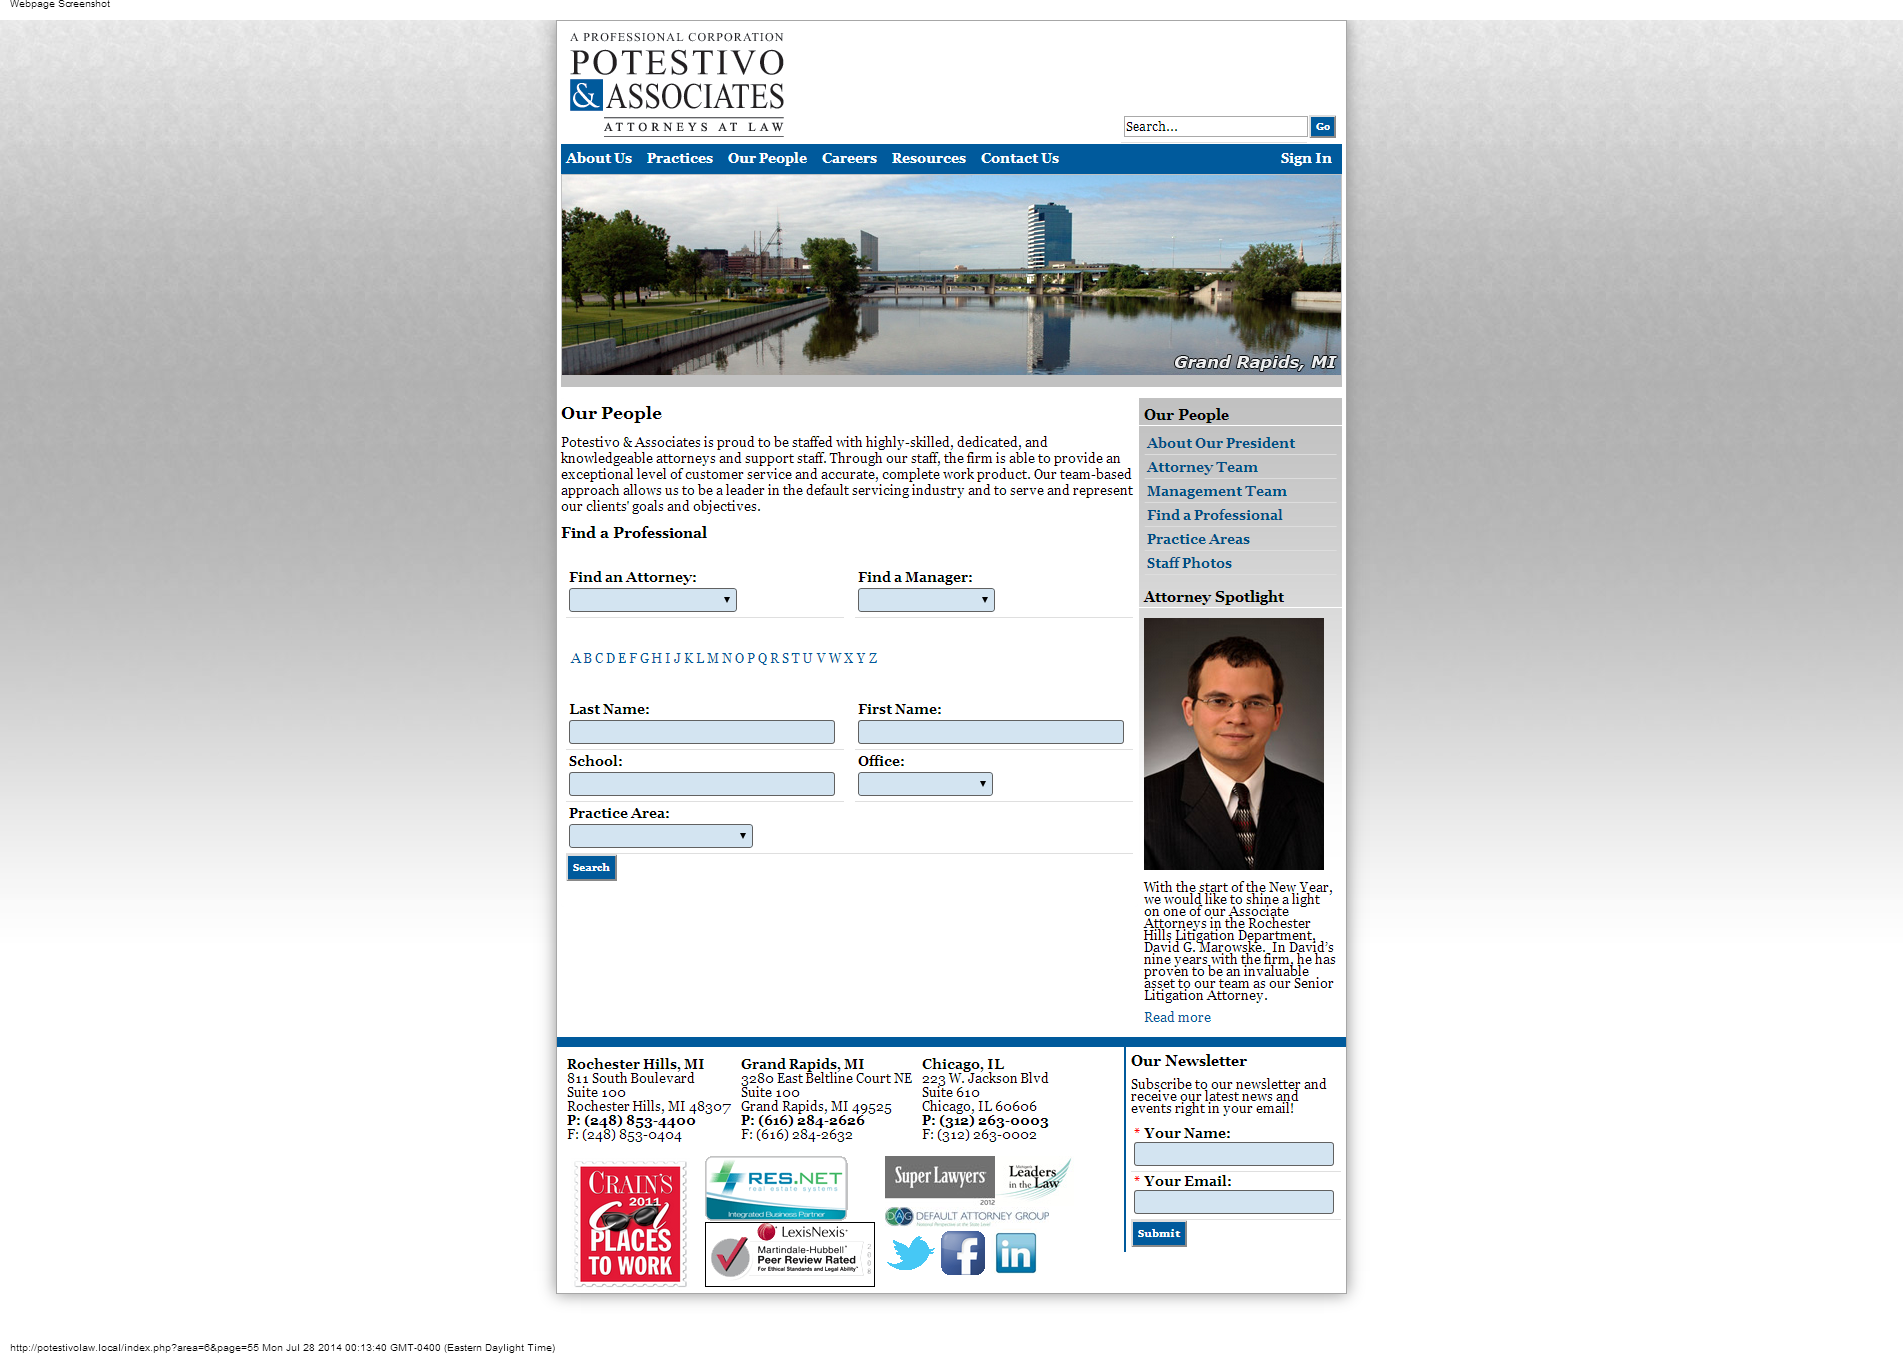 Webpage Screenshot
A PROFESSIONAL CORPORATION
POTESTIVO
& ASSOCIATES
ATTORNEYS AT LAW
Search... Go
About Us Practices Our People Careers Resources Contact Us Sign In
Grand Rapids, MI
Our People
Potestivo & Associates is proud to be staffed with highly-skilled, dedicated, and
knowledgeable attorneys and support staff. Through our staff, the firm is able to provide an
exceptional level of customer service and accurate, complete work product. Our team-based
approach allows us to be a leader in the default servicing industry and to serve and represent
our clients' goals and objectives.
Find a Professional
Find an Attorney: Find a Manager:
A B C D E F G H I J K L M N O P Q R S T U V W X Y Z
Last Name: First Name:
School: Office:
Practice Area:
Search
Our People
About Our President
Attorney Team
Management Team
Find a Professional
Practice Areas
Staff Photos
Attorney Spotlight
With the start of the New Year,
we would like to shine a light
on one of our Associate
Attorneys in the Rochester
Hills Litigation Department,
David G. Marowske.  In David's
nine years with the firm, he has
proven to be an invaluable
asset to our team as our Senior
Litigation Attorney.
Read more
Rochester Hills, MI
811 South Boulevard
Suite 100
Rochester Hills, MI 48307
P: (248) 853-4400
F: (248) 853-0404
Grand Rapids, MI
3280 East Beltline Court NE
Suite 100
Grand Rapids, MI 49525
P: (616) 284-2626
F: (616) 284-2632
Chicago, IL
223 W. Jackson Blvd
Suite 610
Chicago, IL 60606
P: (312) 263-0003
F: (312) 263-0002
CRAIN'S
2011
Cool
PLACES
TO WORK
RES.NET
real estate systems
Integrated Business Partner
LexisNexis
Martindale-Hubbell
Peer Review Rated
For Ethical Standards and Legal Ability
2008
Super Lawyers
2012
Leaders
in the Law
DAG DEFAULT ATTORNEY GROUP
National Perspective at the State Level
f
in
Our Newsletter
Subscribe to our newsletter and
receive our latest news and
events right in your email!
* Your Name:
* Your Email:
Submit
http://potestivolaw.local/index.php?area=6&page=55 Mon Jul 28 2014 00:13:40 GMT-0400 (Eastern Daylight Time)